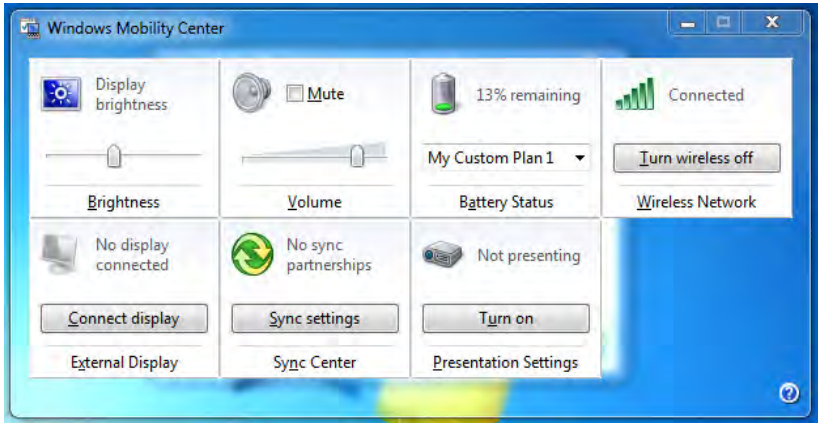 Windows Mobility Center
X
Display
brightness
Brightness
Mute
Volume
13% remaining
My Custom Plan 1
Battery Status
Connected
Turn wireless off
Wireless Network
No display
connected
Connect display
External Display
No sync
partnerships
Sync settings
Sync Center
Not presenting
Turn on
Presentation Settings
?